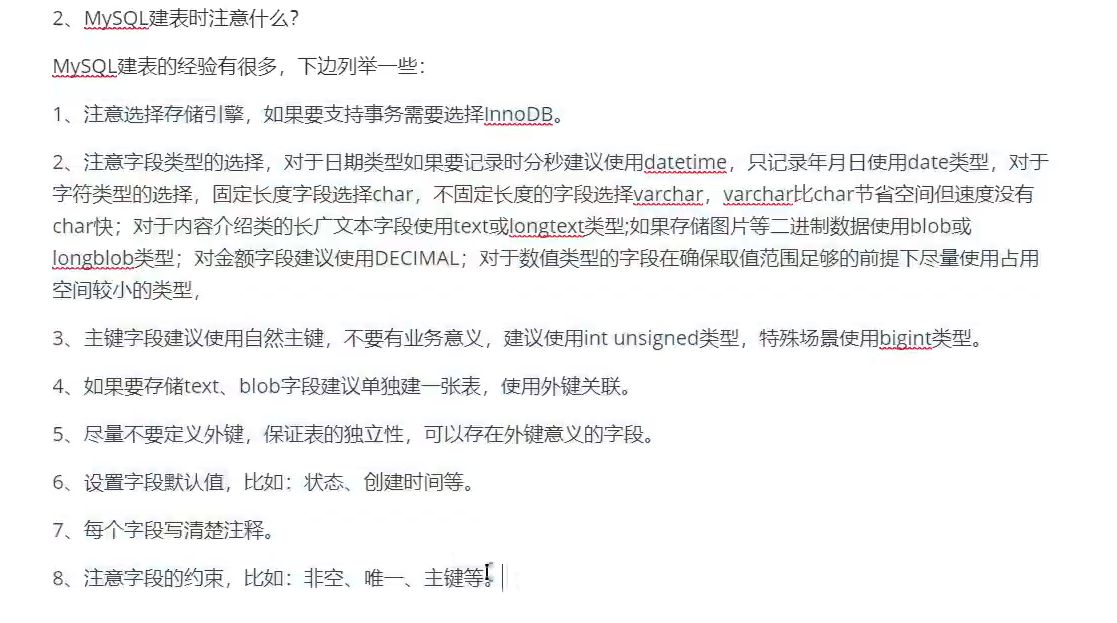 2、MySQL建表时注意什么？
MySQL建表的经验有很多，下边列举一些：
1、注意选择存储引擎，如果要支持事务需要选择InnoDB。
2、注意字段类型的选择，对于日期类型如果要记录时分秒建议使用datetime，只记录年月日使用date类型，对于
字符类型的选择，固定长度字段选择char，不固定长度的字段选择varchar，varchar比char节省空间但速度没有
char快；对于内容介绍类的长广文本字段使用text或longtext类型;如果存储图片等二进制数据使用blob或
longblob类型；对金额字段建议使用DECIMAL；对于数值类型的字段在确保取值范围足够的前提下尽量使用占用
空间较小的类型，
3、主键字段建议使用自然主键，不要有业务意义，建议使用int unsigned类型，特殊场景使用bigint类型。
4、如果要存储text、blob字段建议单独建一张表，使用外键关联。
5、尽量不要定义外键，保证表的独立性，可以存在外键意义的字段。
6、设置字段默认值，比如：状态、创建时间等。
7、每个字段写清楚注释。
8、注意字段的约束，比如：非空、唯一、主键等。